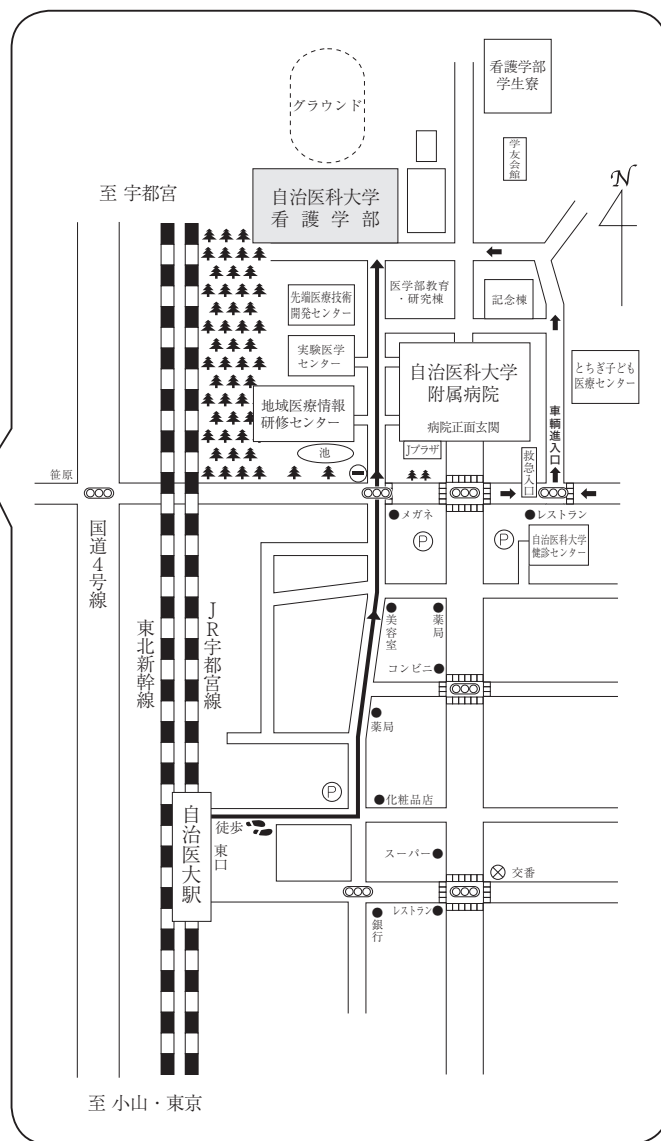 看護学部
学生寮
グラウンド
学友会館
N
至 宇都宮
自治医科大学
看護学部
先端医療技術
開発センター
医学部教育
・研究棟
記念棟
実験医学
センター
自治医科大学
附属病院
とちぎ子ども
医療センター
地域医療情報
研修センター
病院正面玄関
車輌進入口
Jプラザ
池
救急入口
笹原
メガネ
レストラン
国道4号線
P
P
自治医科大学
健診センター
東北新幹線
JR宇都宮線
美容室
薬局
コンビニ
薬局
P
化粧品店
自治医大駅
徒歩
東口
スーパー
交番
銀行
レストラン
至 小山・東京